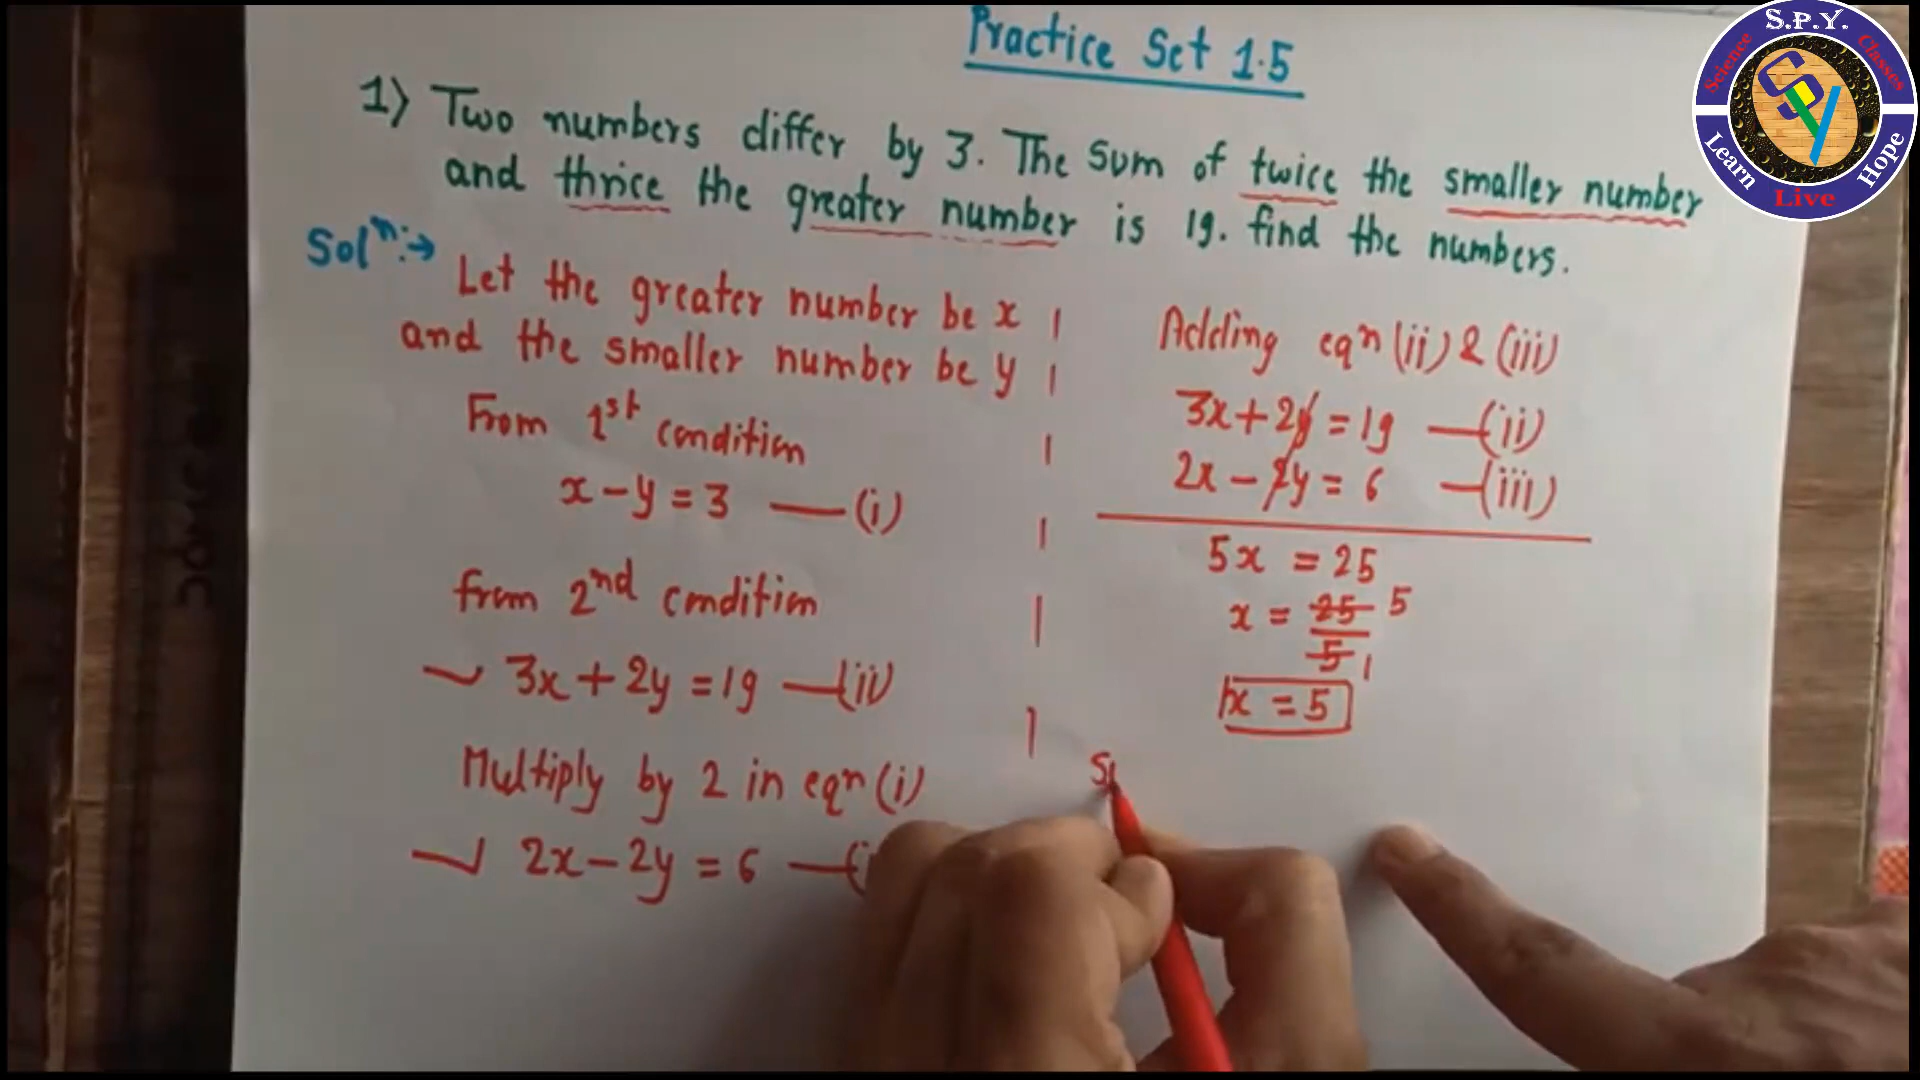 Practice Set 1.5
1) Two numbers differ by 3. The Sum of twice the smaller number
and thrice the greater number is 19. find the numbers.
Solⁿ:→
Let the greater number be x
and the smaller number be y
From 1st condition
x - y = 3 — (i)
from 2nd condition
3x + 2y = 19 — (ii)
Multiply by 2 in eqⁿ (i)
2x - 2y = 6 — (i
Adding eqⁿ (ii) & (iii)
3x + 2y = 19 — (ii)
2x - 2y = 6 — (iii)
5x = 25
x = 25 5
5 1
x = 5
S.P.Y.
Science
Classes
SPY
Learn
Live
Hope